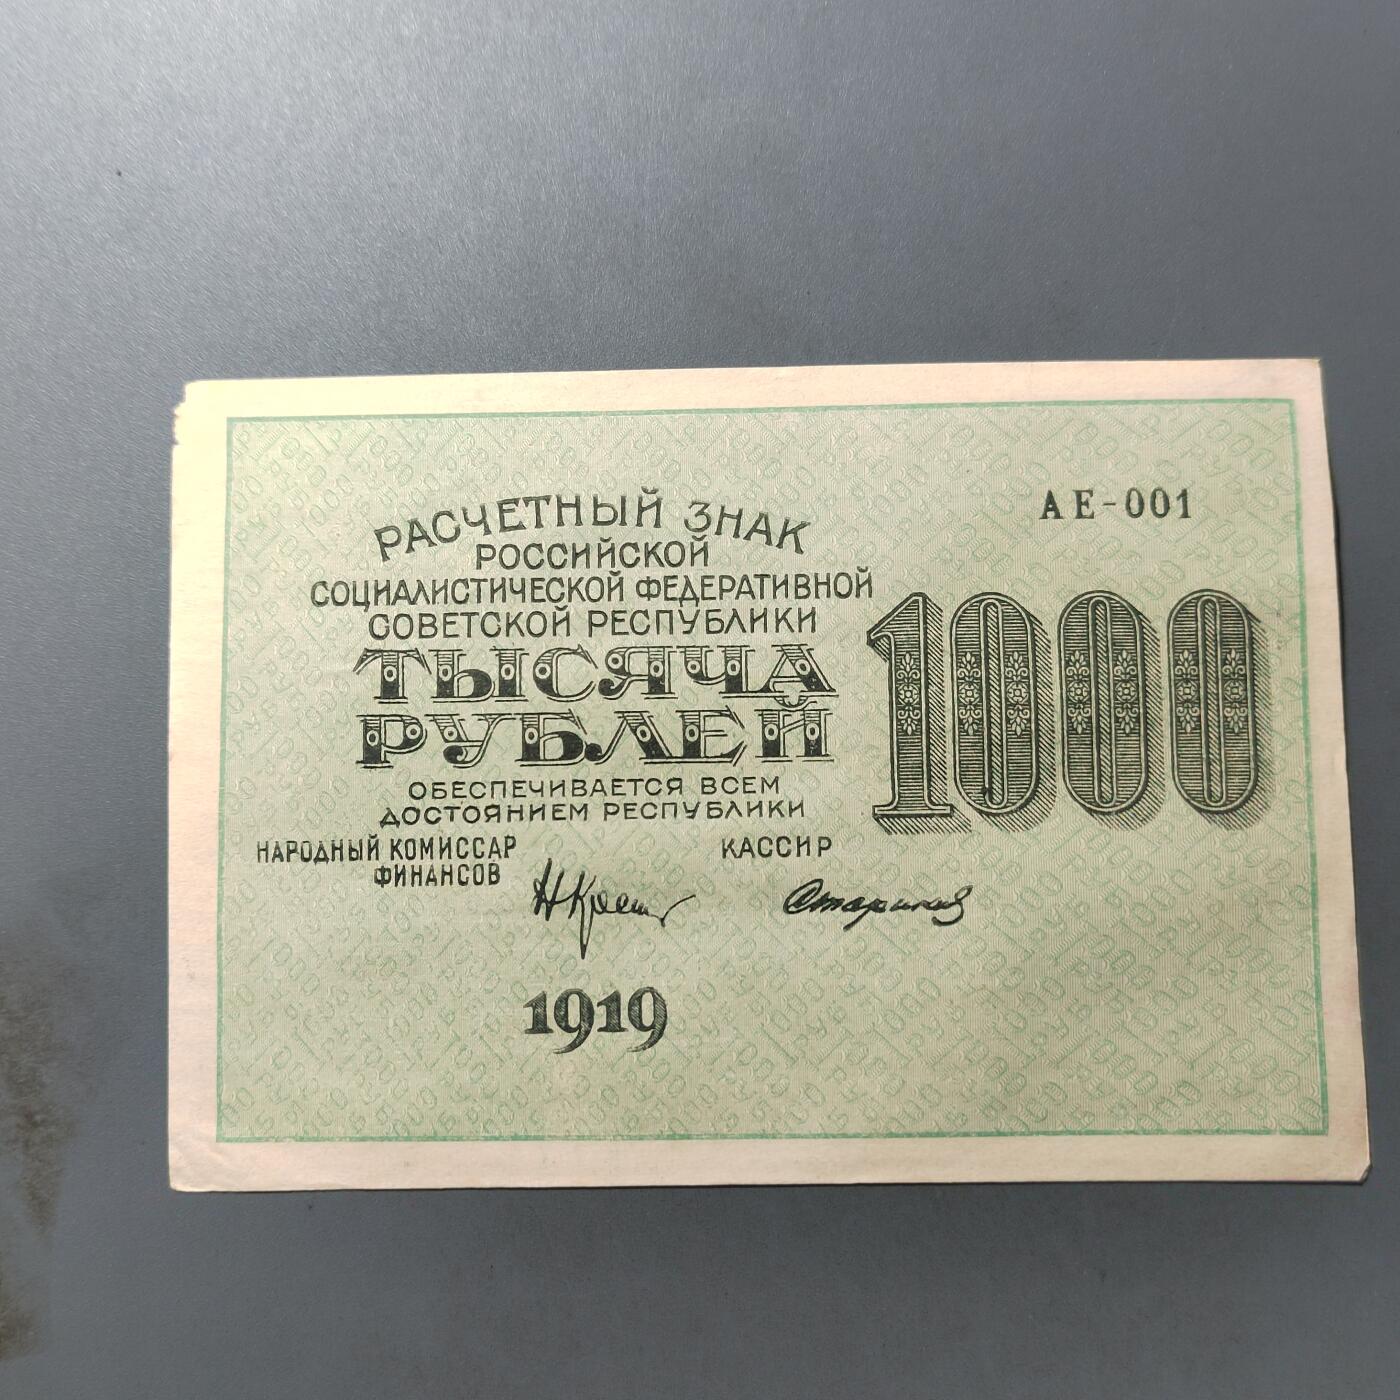 РАСЧЕТНЫЙ ЗНАК
РОССИЙСКОЙ
СОЦИАЛИСТИЧЕСКОЙ ФЕДЕРАТИВНОЙ
СОВЕТСКОЙ РЕСПУБЛИКИ
ТЫСЯЧА
РУБЛЕЙ
ОБЕСПЕЧИВАЕТСЯ ВСЕМ
ДОСТОЯНИЕМ РЕСПУБЛИКИ
НАРОДНЫЙ КОМИССАР
ФИНАНСОВ
КАССИР
1919
АЕ-001
1000